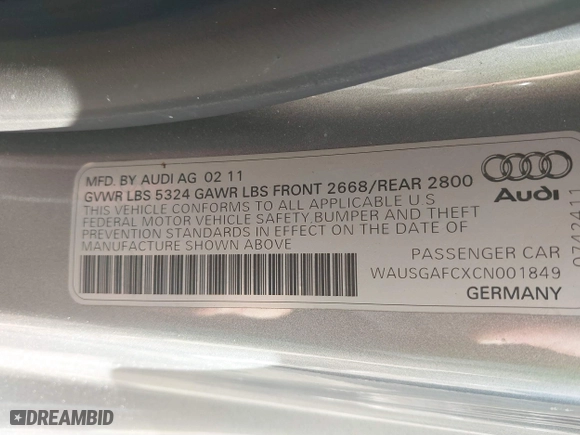 MFD. BY AUDI AG 02 11
GVWR LBS 5324 GAWR LBS FRONT 2668/REAR 2800
THIS VEHICLE CONFORMS TO ALL APPLICABLE U.S
FEDERAL MOTOR VEHICLE SAFETY,BUMPER AND THEFT
PREVENTION STANDARDS IN EFFECT ON THE DATE OF
MANUFACTURE SHOWN ABOVE
Audi
PASSENGER CAR
WAUSGAFCXCN001849
GERMANY
0742411
DREAMBID